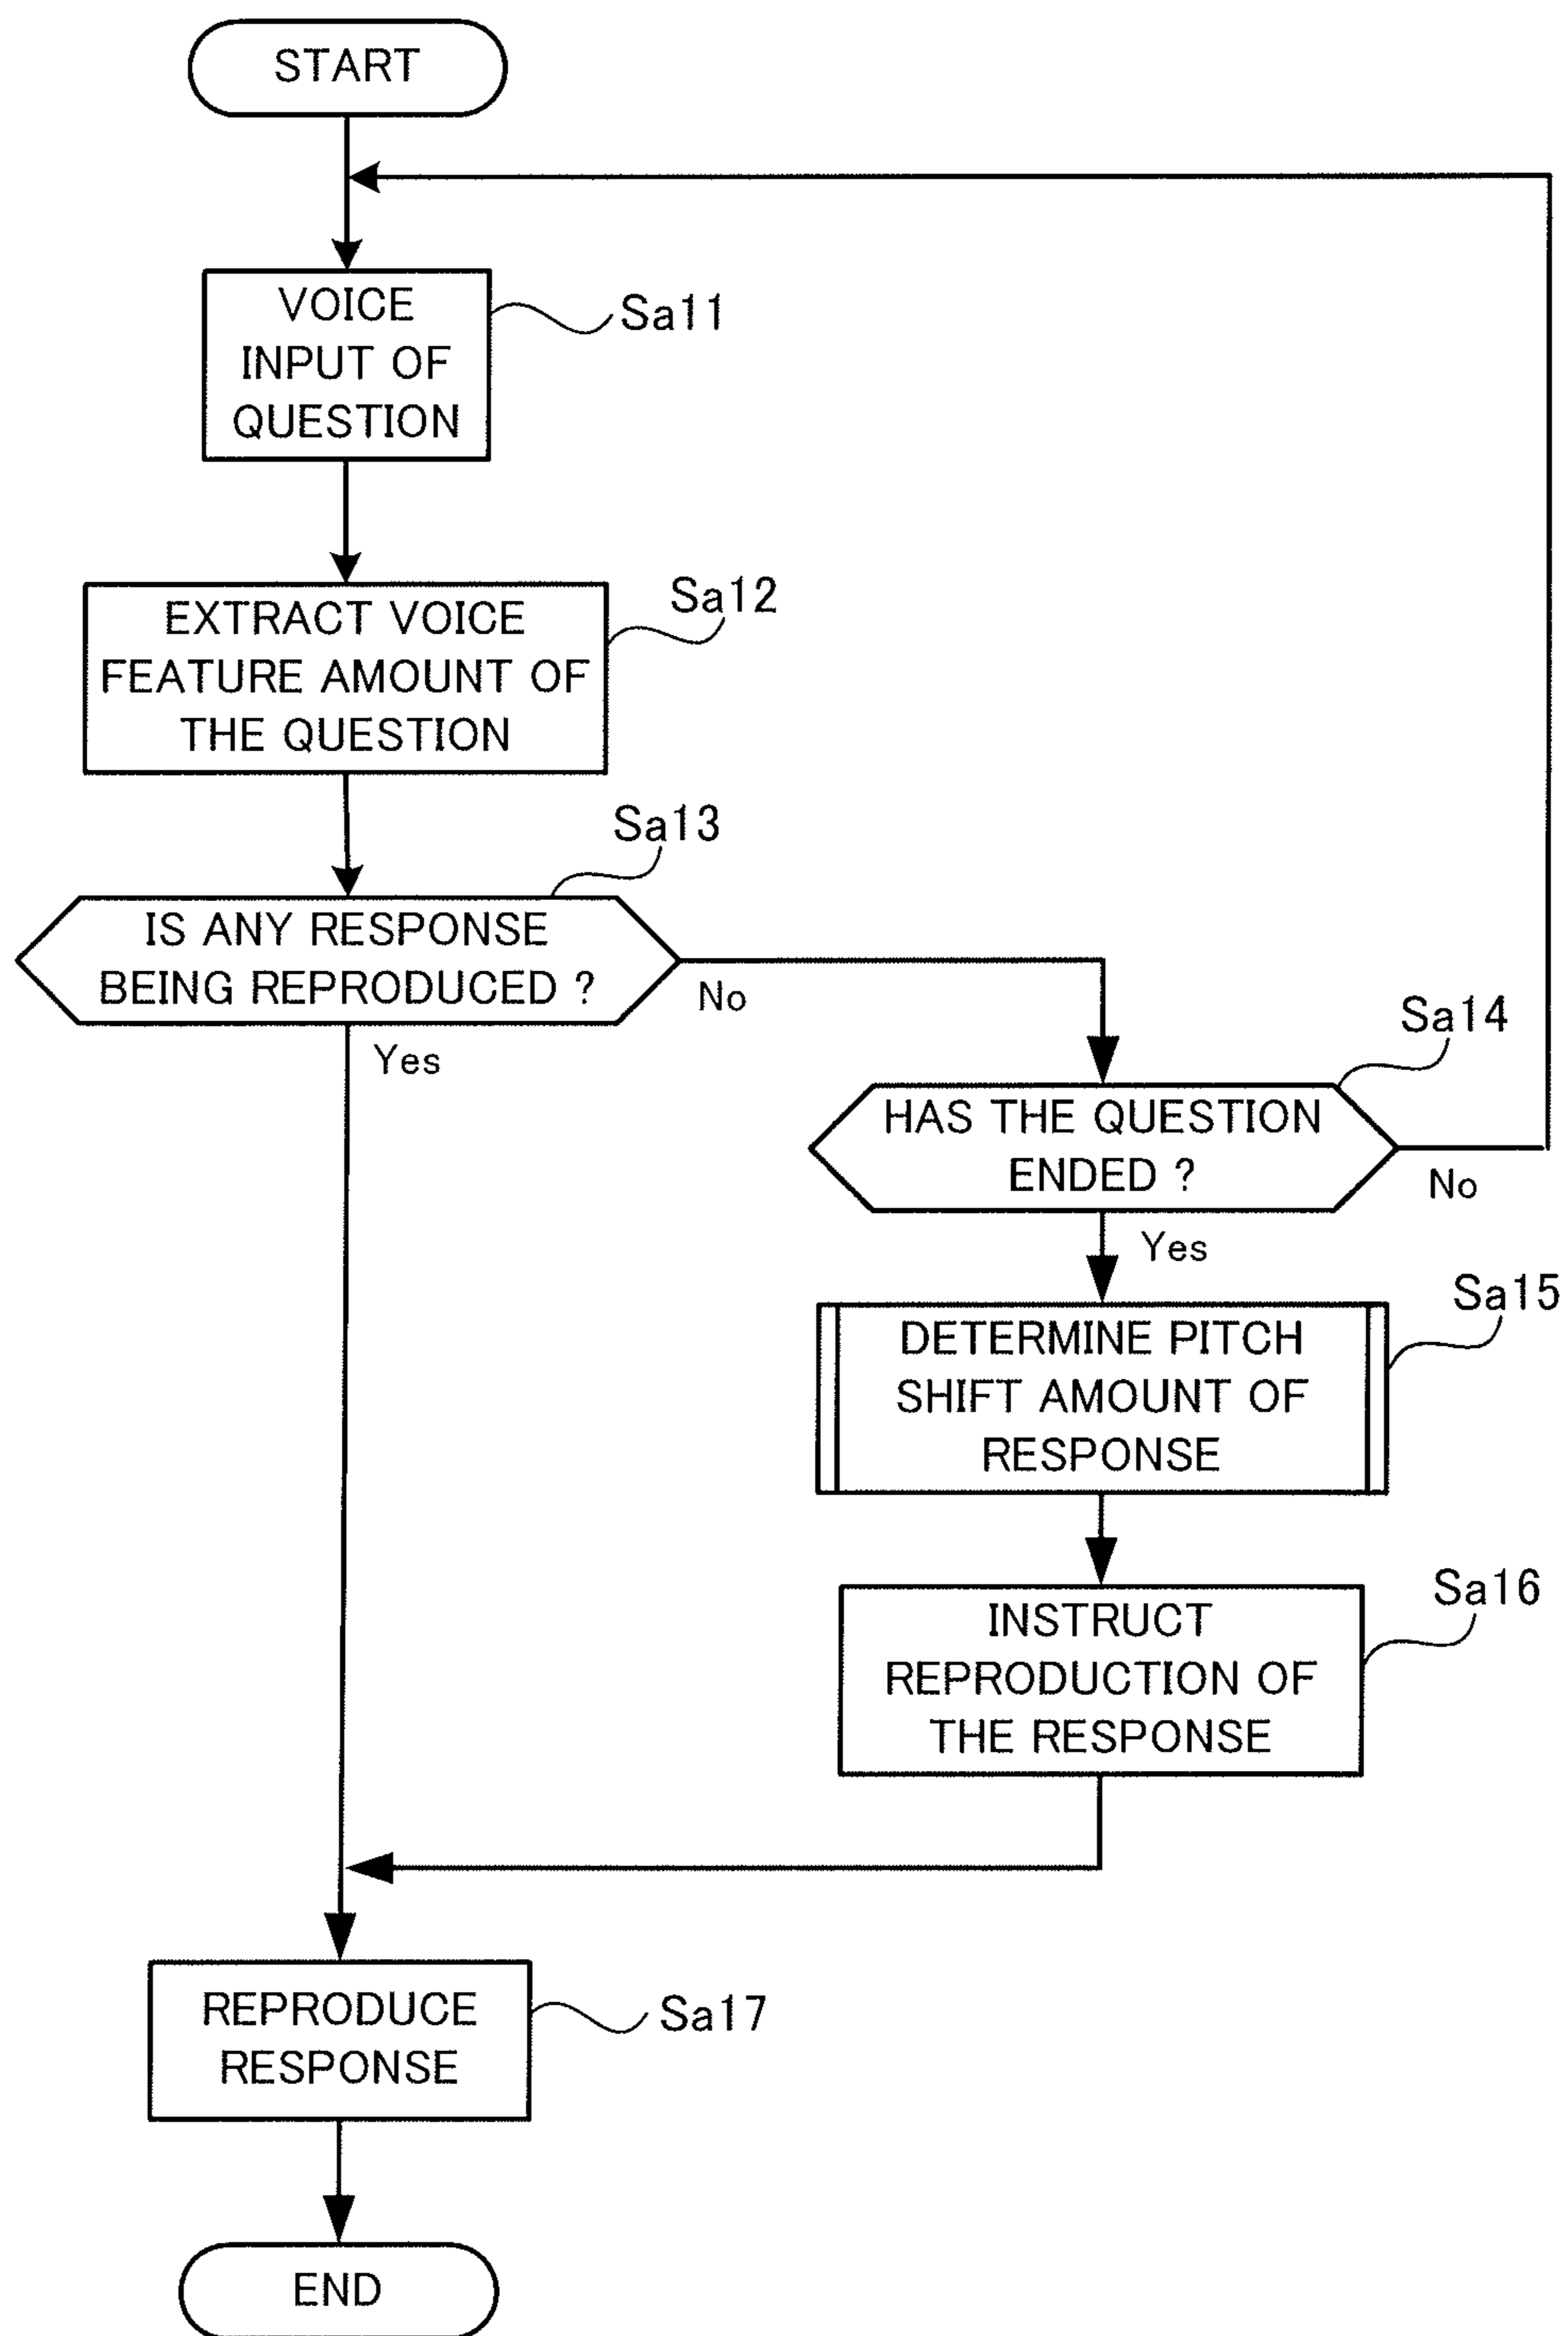 START
VOICE
INPUT OF
QUESTION
Sa11
EXTRACT VOICE
FEATURE AMOUNT OF
THE QUESTION
Sa12
Sa13
IS ANY RESPONSE
BEING REPRODUCED ?
No
Yes
Sa14
HAS THE QUESTION
ENDED ?
No
Yes
Sa15
DETERMINE PITCH
SHIFT AMOUNT OF
RESPONSE
Sa16
INSTRUCT
REPRODUCTION OF
THE RESPONSE
REPRODUCE
RESPONSE
Sa17
END